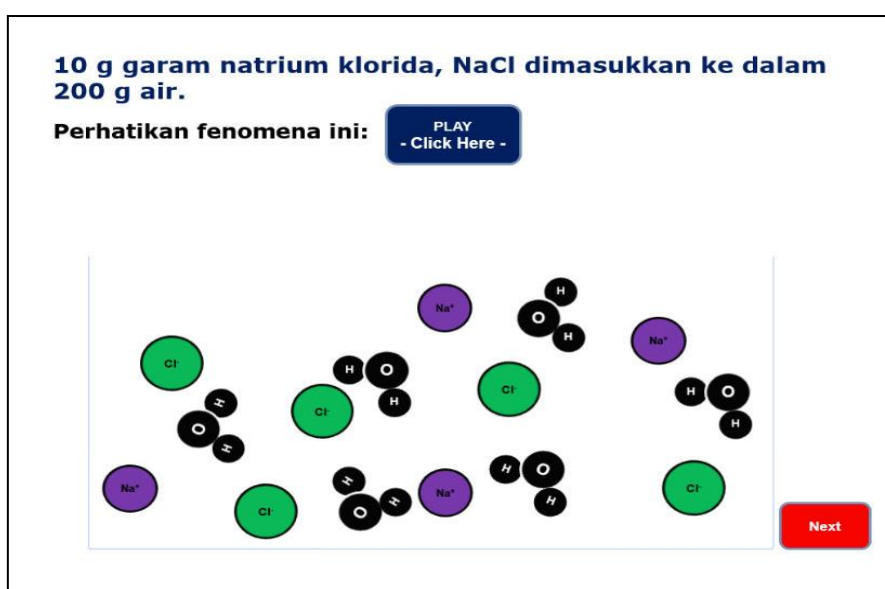 10 g garam natrium klorida, NaCl dimasukkan ke dalam
200 g air.
Perhatikan fenomena ini:
PLAY
- Click Here -
Na⁺
H
O
H
Na⁺
Cl⁻
H
O
H
Cl⁻
Cl⁻
H
O
H
H
O
H
Na⁺
Cl⁻
H
O
H
Na⁺
H
O
H
Cl⁻
Next